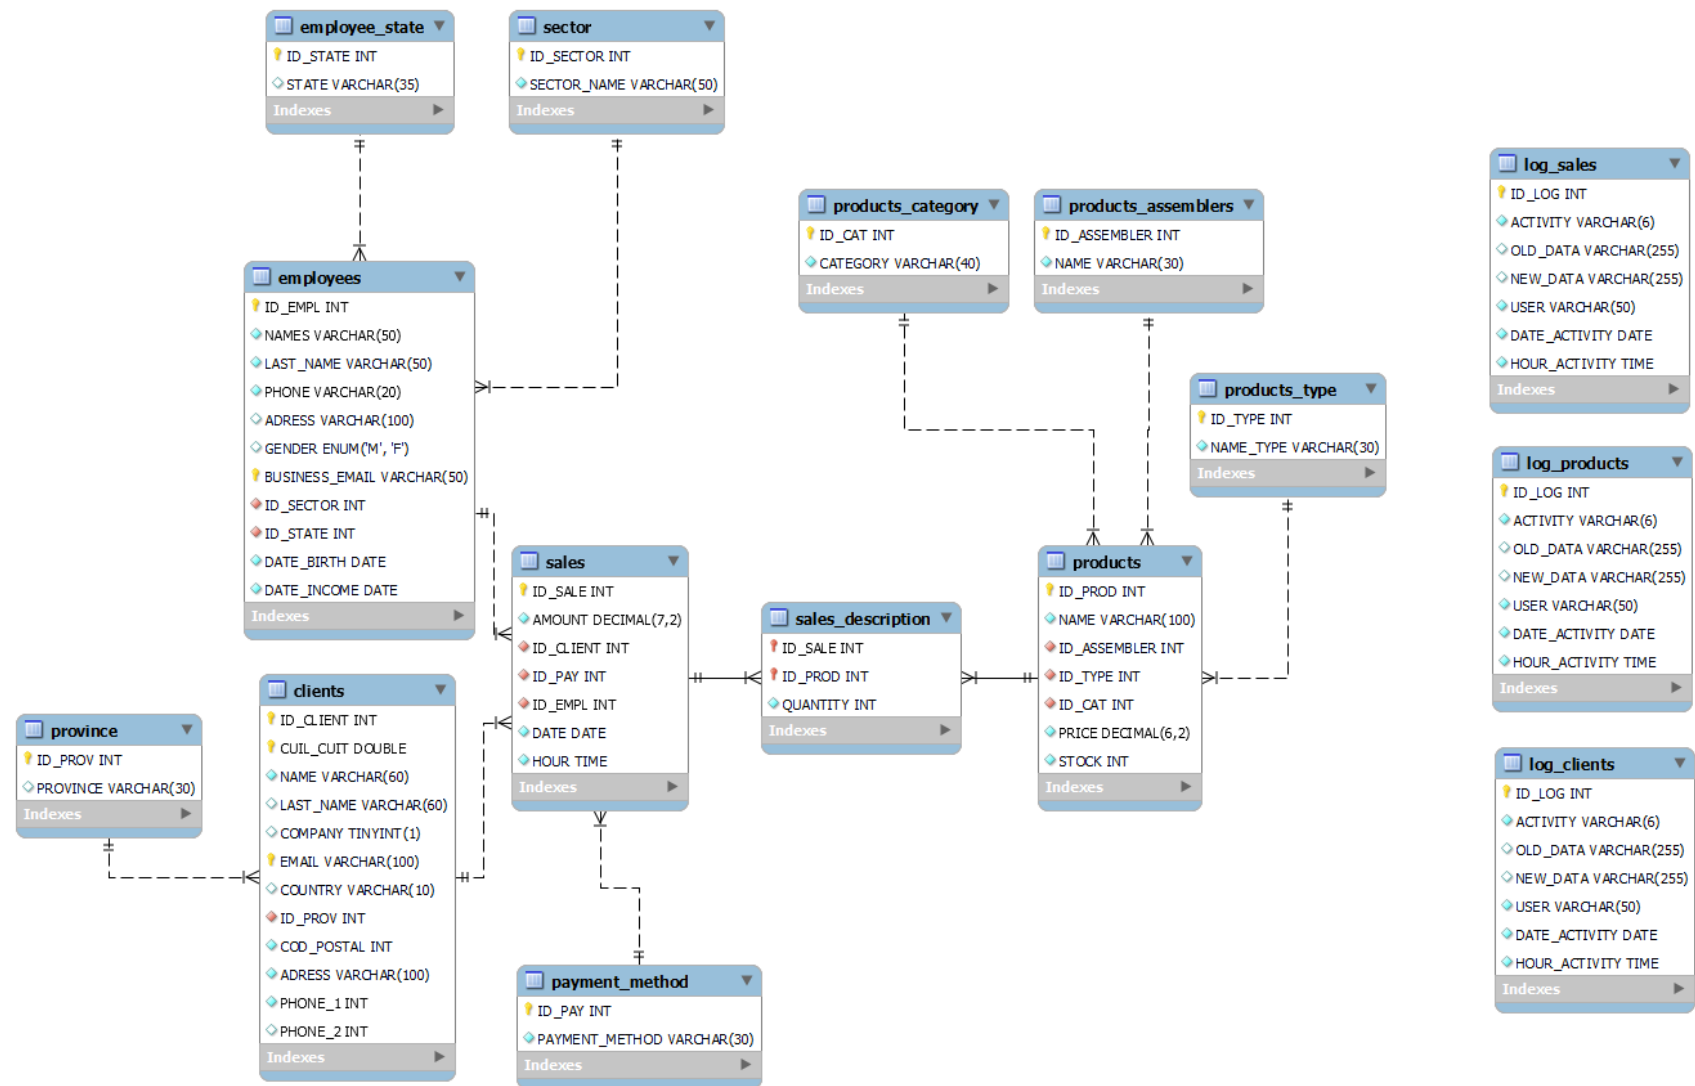 employee_state
ID_STATE INT
STATE VARCHAR(35)
Indexes
sector
ID_SECTOR INT
SECTOR_NAME VARCHAR(50)
Indexes
employees
ID_EMPL INT
NAMES VARCHAR(50)
LAST_NAME VARCHAR(50)
PHONE VARCHAR(20)
ADRESS VARCHAR(100)
GENDER ENUM('M', 'F')
BUSINESS_EMAIL VARCHAR(50)
ID_SECTOR INT
ID_STATE INT
DATE_BIRTH DATE
DATE_INCOME DATE
Indexes
products_category
ID_CAT INT
CATEGORY VARCHAR(40)
Indexes
products_assemblers
ID_ASSEMBLER INT
NAME VARCHAR(30)
Indexes
products_type
ID_TYPE INT
NAME_TYPE VARCHAR(30)
Indexes
log_sales
ID_LOG INT
ACTIVITY VARCHAR(6)
OLD_DATA VARCHAR(255)
NEW_DATA VARCHAR(255)
USER VARCHAR(50)
DATE_ACTIVITY DATE
HOUR_ACTIVITY TIME
Indexes
log_products
ID_LOG INT
ACTIVITY VARCHAR(6)
OLD_DATA VARCHAR(255)
NEW_DATA VARCHAR(255)
USER VARCHAR(50)
DATE_ACTIVITY DATE
HOUR_ACTIVITY TIME
Indexes
sales
ID_SALE INT
AMOUNT DECIMAL(7,2)
ID_CLIENT INT
ID_PAY INT
ID_EMPL INT
DATE DATE
HOUR TIME
Indexes
sales_description
ID_SALE INT
ID_PROD INT
QUANTITY INT
Indexes
products
ID_PROD INT
NAME VARCHAR(100)
ID_ASSEMBLER INT
ID_TYPE INT
ID_CAT INT
PRICE DECIMAL(6,2)
STOCK INT
Indexes
province
ID_PROV INT
PROVINCE VARCHAR(30)
Indexes
clients
ID_CLIENT INT
CUIL_CUIT DOUBLE
NAME VARCHAR(60)
LAST_NAME VARCHAR(60)
COMPANY TINYINT(1)
EMAIL VARCHAR(100)
COUNTRY VARCHAR(10)
ID_PROV INT
COD_POSTAL INT
ADRESS VARCHAR(100)
PHONE_1 INT
PHONE_2 INT
Indexes
payment_method
ID_PAY INT
PAYMENT_METHOD VARCHAR(30)
Indexes
log_clients
ID_LOG INT
ACTIVITY VARCHAR(6)
OLD_DATA VARCHAR(255)
NEW_DATA VARCHAR(255)
USER VARCHAR(50)
DATE_ACTIVITY DATE
HOUR_ACTIVITY TIME
Indexes